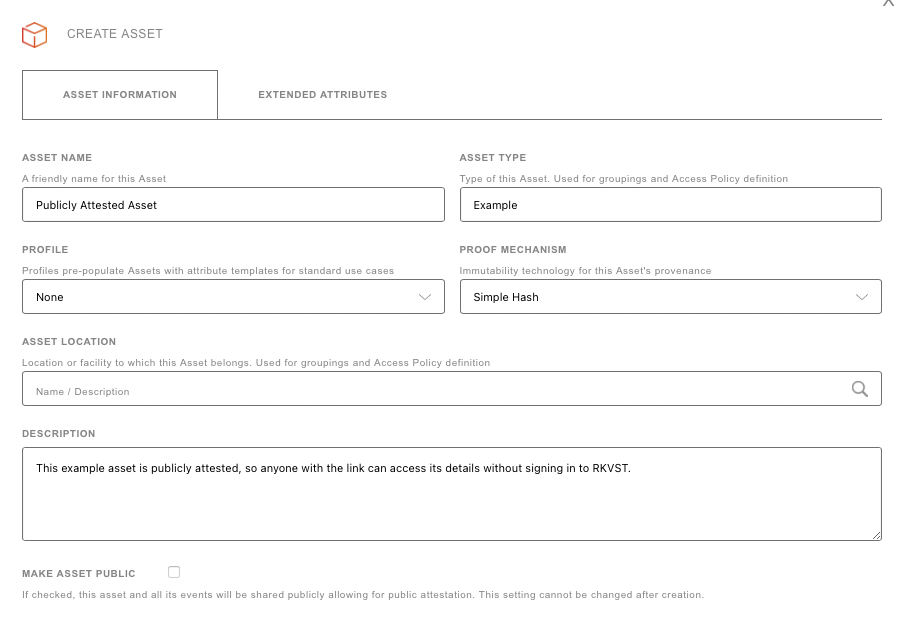 CREATE ASSET
ASSET INFORMATION
EXTENDED ATTRIBUTES
ASSET NAME
A friendly name for this Asset
Publicly Attested Asset
ASSET TYPE
Type of this Asset. Used for groupings and Access Policy definition
Example
PROFILE
Profiles pre-populate Assets with attribute templates for standard use cases
None
PROOF MECHANISM
Immutability technology for this Asset's provenance
Simple Hash
ASSET LOCATION
Location or facility to which this Asset belongs. Used for groupings and Access Policy definition
Name / Description
DESCRIPTION
This example asset is publicly attested, so anyone with the link can access its details without signing in to RKVST.
MAKE ASSET PUBLIC
If checked, this asset and all its events will be shared publicly allowing for public attestation. This setting cannot be changed after creation.